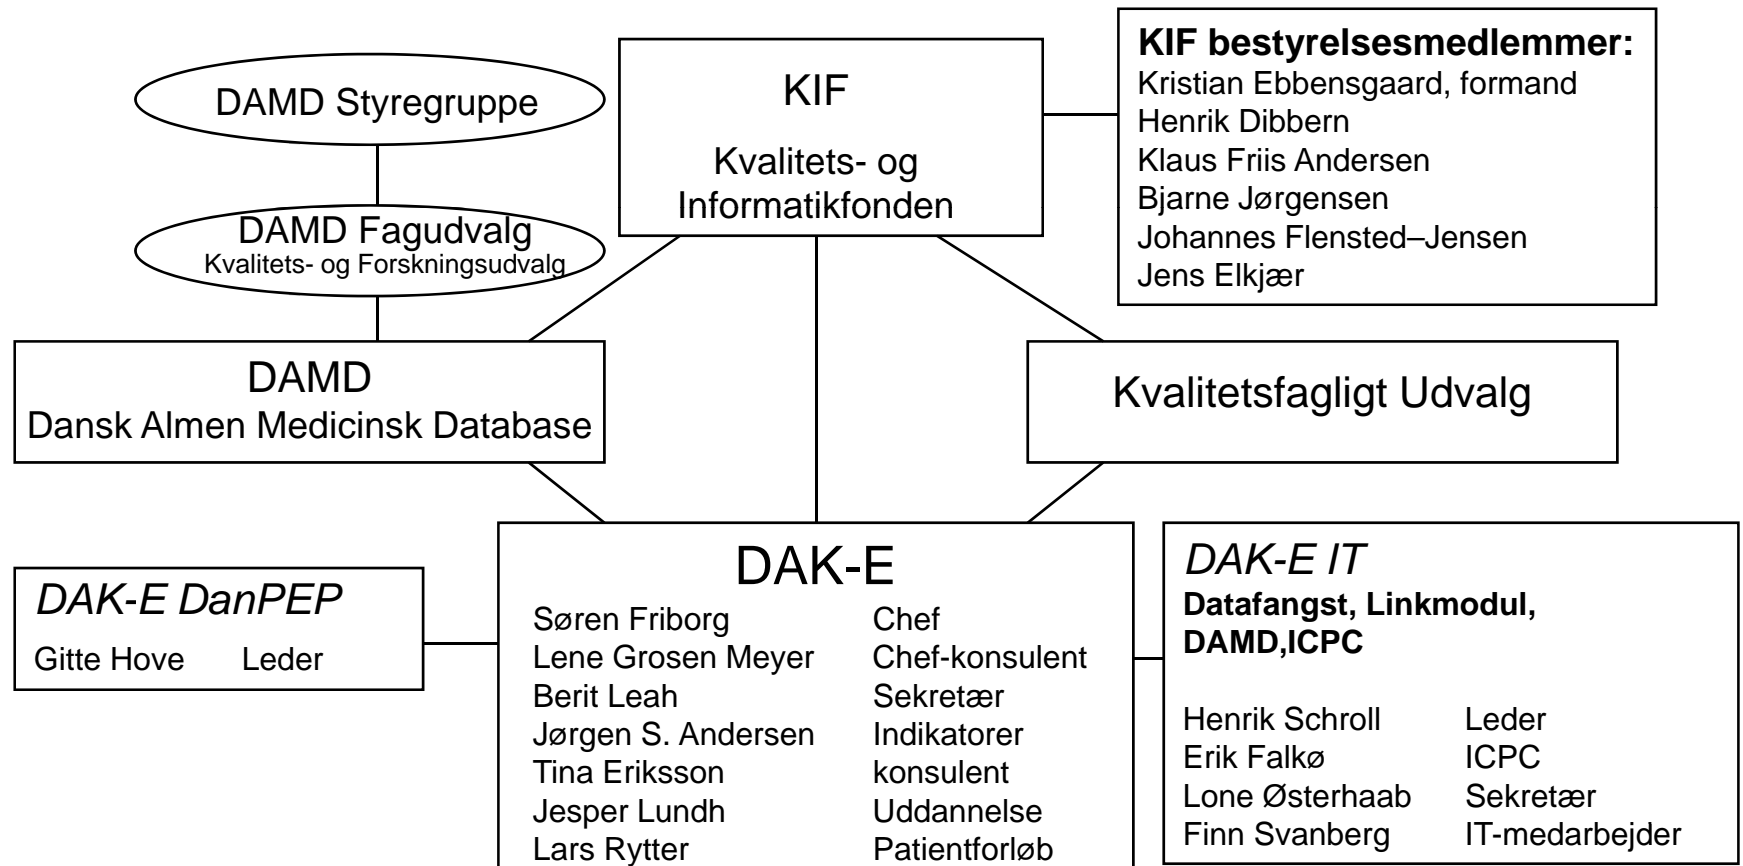 DAMD Styregruppe
DAMD Fagudvalg
Kvalitets- og Forskningsudvalg
KIF
Kvalitets- og
Informatikfonden
KIF bestyrelsesmedlemmer:
Kristian Ebbensgaard, formand
Henrik Dibbern
Klaus Friis Andersen
Bjarne Jørgensen
Johannes Flensted–Jensen
Jens Elkjær
DAMD
Dansk Almen Medicinsk Database
Kvalitetsfagligt Udvalg
DAK-E DanPEP
Gitte Hove Leder
DAK-E
Søren Friborg Chef
Lene Grosen Meyer Chef-konsulent
Berit Leah Sekretær
Jørgen S. Andersen Indikatorer
Tina Eriksson konsulent
Jesper Lundh Uddannelse
Lars Rytter Patientforløb
DAK-E IT
Datafangst, Linkmodul,
DAMD,ICPC
Henrik Schroll Leder
Erik Falkø ICPC
Lone Østerhaab Sekretær
Finn Svanberg IT-medarbejder